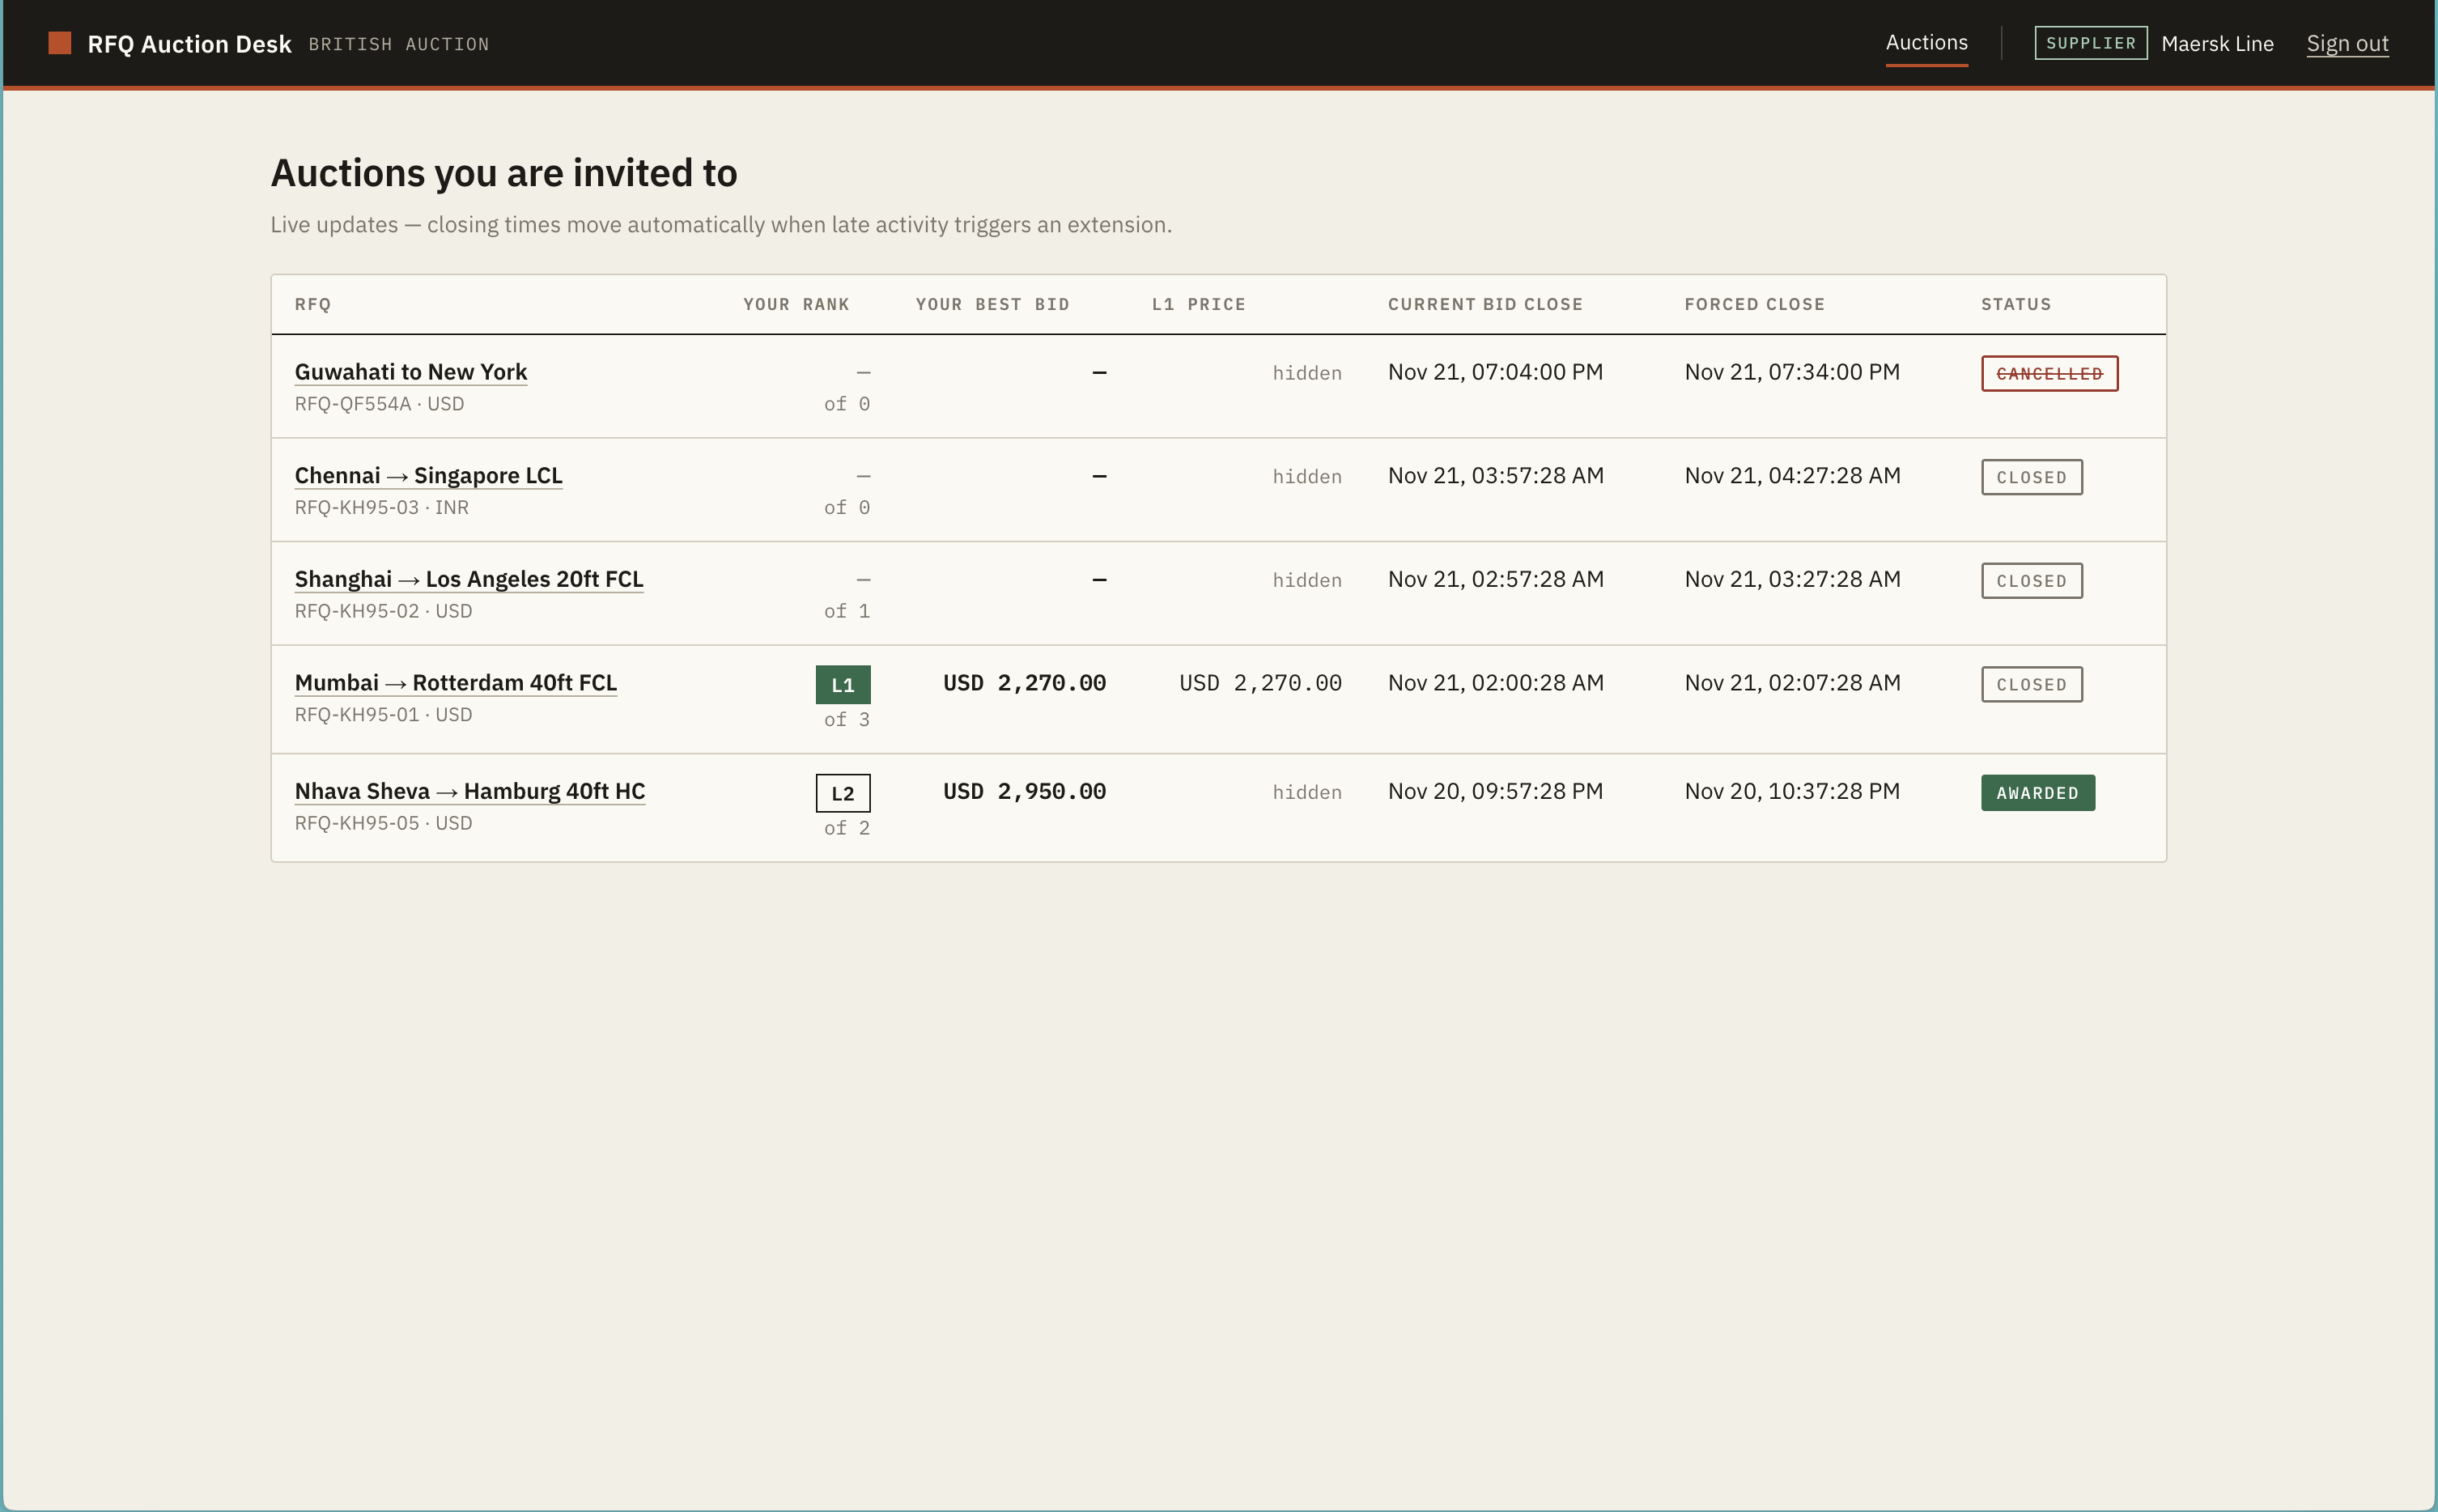 RFQ Auction Desk BRITISH AUCTION Auctions SUPPLIER Maersk Line Sign out
Auctions you are invited to
Live updates — closing times move automatically when late activity triggers an extension.
RFQ YOUR RANK YOUR BEST BID L1 PRICE CURRENT BID CLOSE FORCED CLOSE STATUS
Guwahati to New York — — hidden Nov 21, 07:04:00 PM Nov 21, 07:34:00 PM CANCELLED
RFQ-QF554A · USD of 0
Chennai → Singapore LCL — — hidden Nov 21, 03:57:28 AM Nov 21, 04:27:28 AM CLOSED
RFQ-KH95-03 · INR of 0
Shanghai → Los Angeles 20ft FCL — — hidden Nov 21, 02:57:28 AM Nov 21, 03:27:28 AM CLOSED
RFQ-KH95-02 · USD of 1
Mumbai → Rotterdam 40ft FCL L1 USD 2,270.00 USD 2,270.00 Nov 21, 02:00:28 AM Nov 21, 02:07:28 AM CLOSED
RFQ-KH95-01 · USD of 3
Nhava Sheva → Hamburg 40ft HC L2 USD 2,950.00 hidden Nov 20, 09:57:28 PM Nov 20, 10:37:28 PM AWARDED
RFQ-KH95-05 · USD of 2